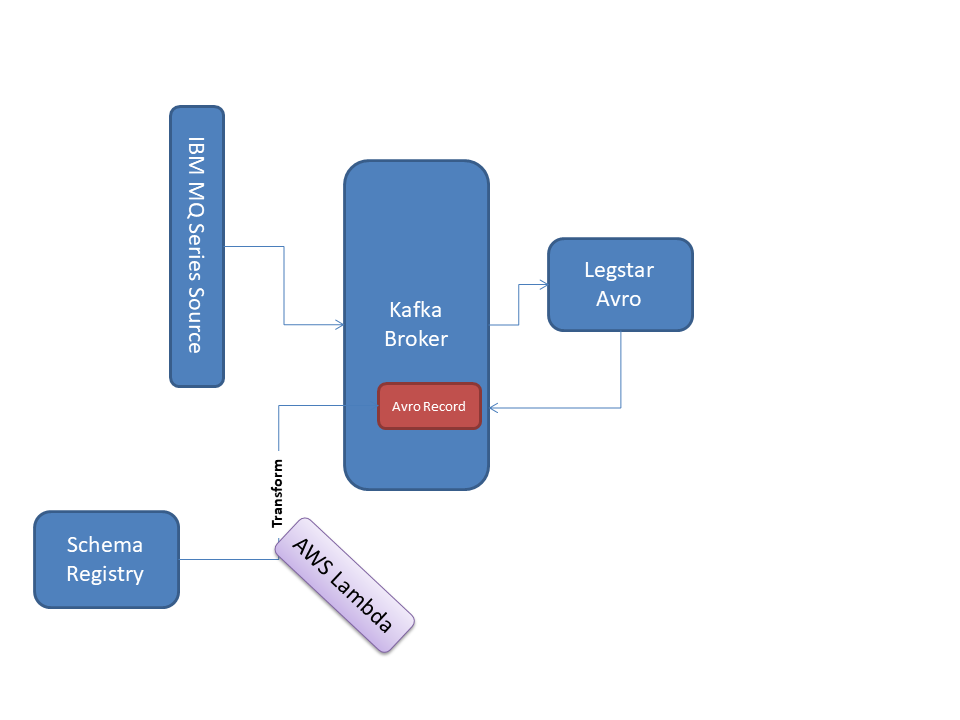 IBM MQ Series Source
Kafka
Broker
Legstar
Avro
Avro Record
Transform
Schema
Registry
AWS Lambda